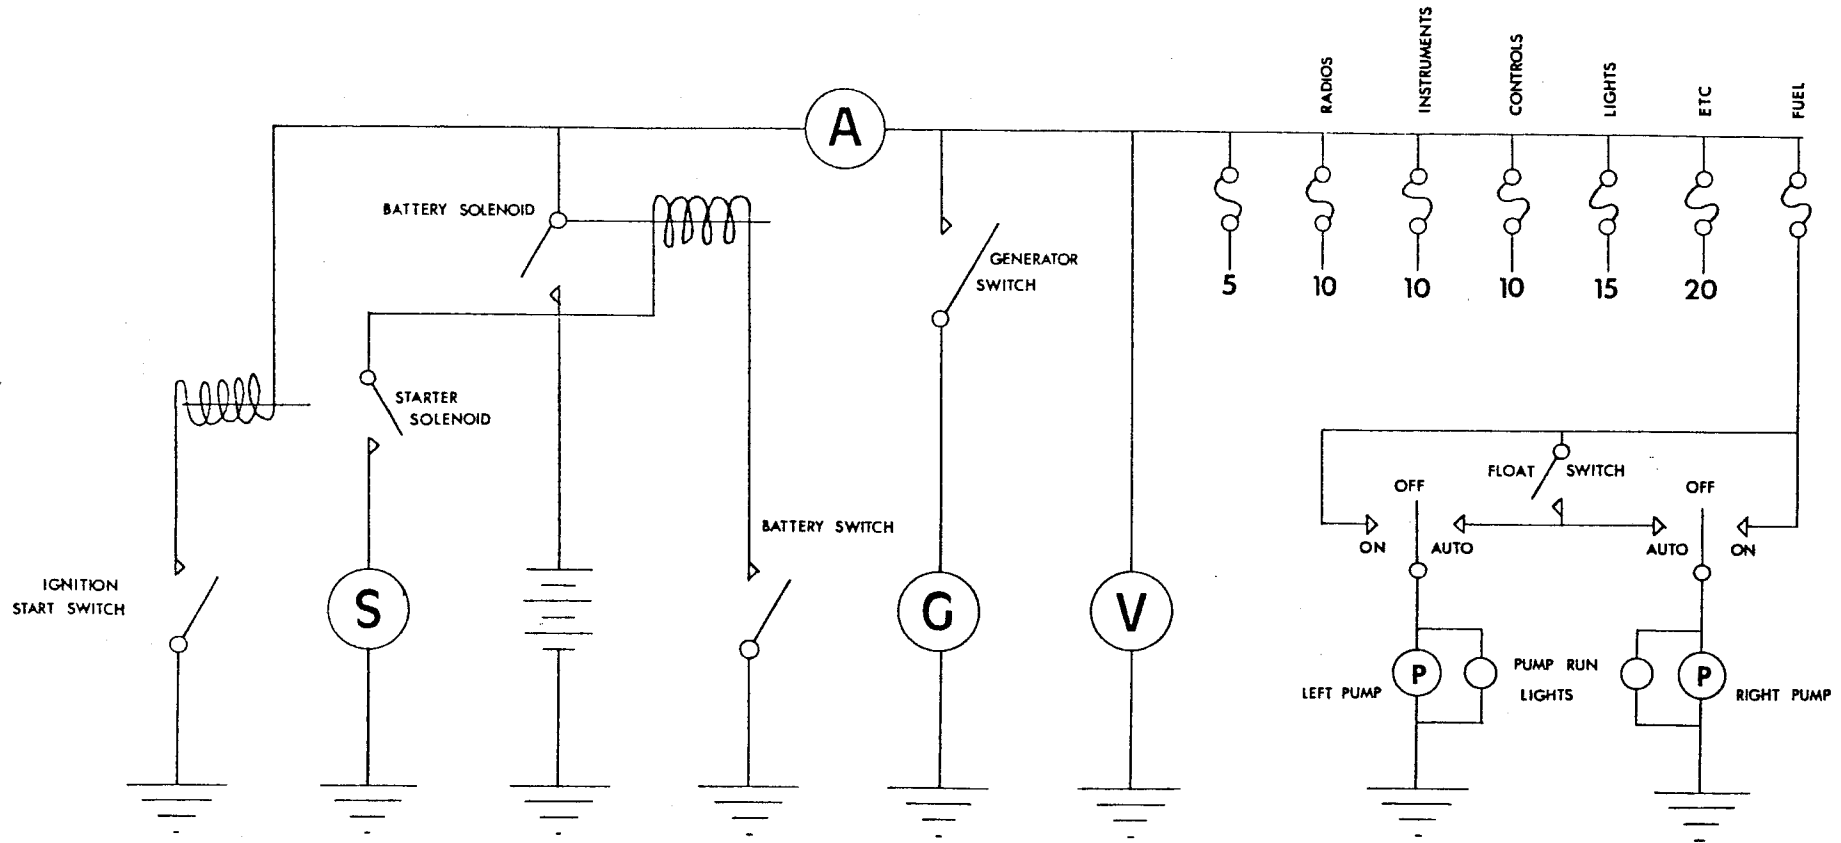 RADIOS
INSTRUMENTS
CONTROLS
LIGHTS
ETC
FUEL
A
BATTERY SOLENOID
GENERATOR
SWITCH
5
10
10
10
15
20
STARTER
SOLENOID
FLOAT SWITCH
OFF
OFF
ON
AUTO
AUTO
ON
BATTERY SWITCH
IGNITION
START SWITCH
S
G
V
LEFT PUMP
P
PUMP RUN
LIGHTS
P
RIGHT PUMP